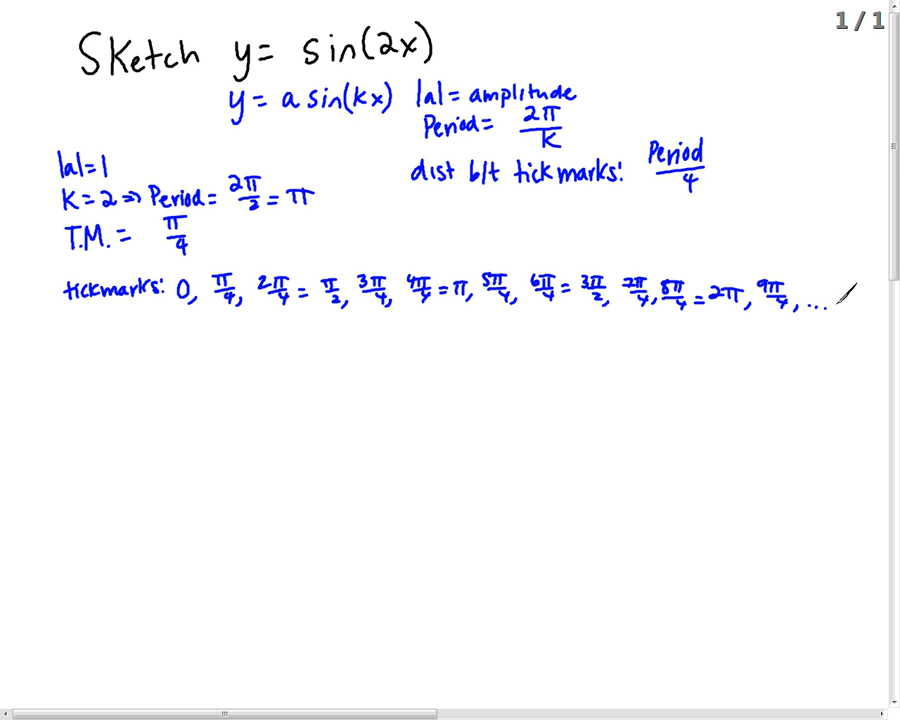 1 / 1
Sketch y = sin(2x)
y = a sin(kx) |a| = amplitude
Period = 2π/K
dist b/t tickmarks: Period/4
|a| = 1
K = 2 => Period = 2π/2 = π
T.M. = π/4
tickmarks: 0, π/4, 2π/4 = π/2, 3π/4, 4π/4 = π, 5π/4, 6π/4 = 3π/2, 7π/4, 8π/4 = 2π, 9π/4, ...